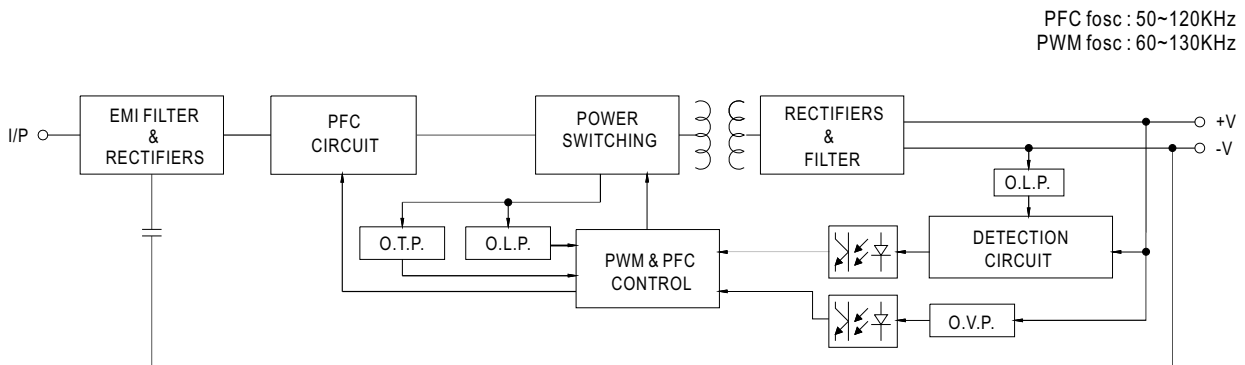 PFC fosc : 50~120KHz
PWM fosc : 60~130KHz
I/P
EMI FILTER
&
RECTIFIERS
PFC
CIRCUIT
POWER
SWITCHING
RECTIFIERS
&
FILTER
+V
-V
O.L.P.
O.T.P.
O.L.P.
PWM & PFC
CONTROL
DETECTION
CIRCUIT
O.V.P.